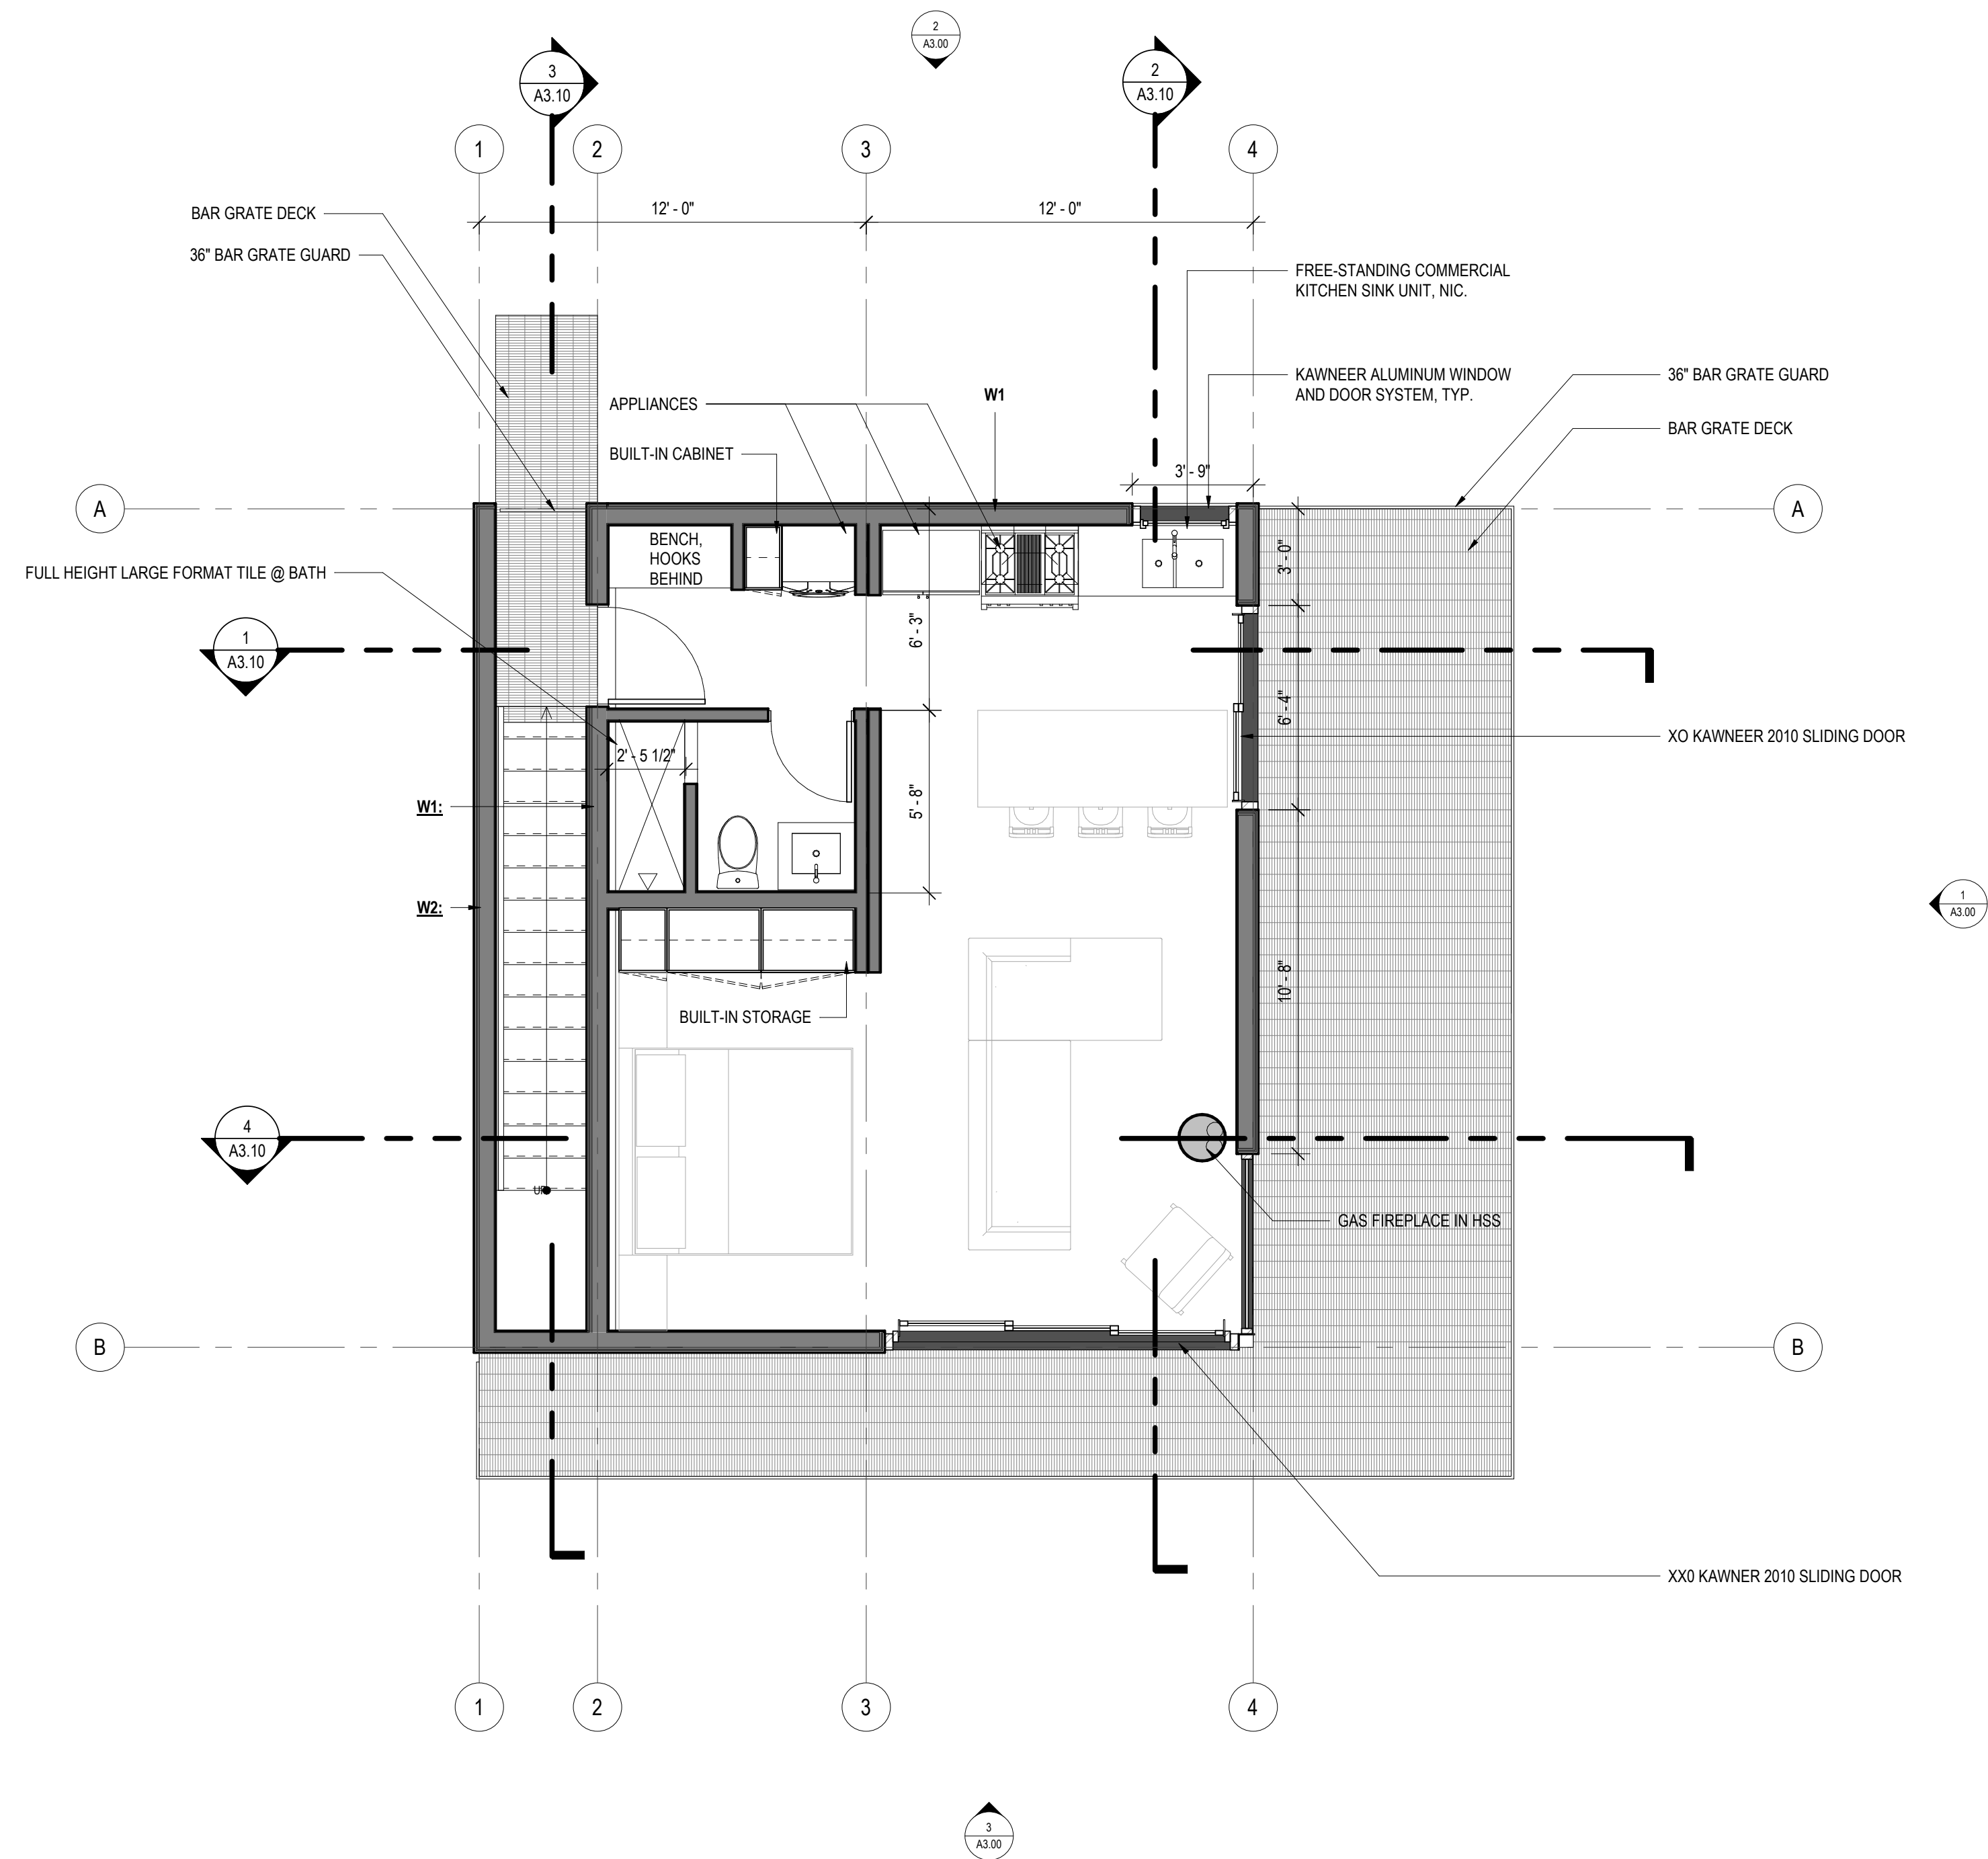 2
A3.00
3
A3.10
2
A3.10
1
2
3
4
12' - 0"
12' - 0"
BAR GRATE DECK
36" BAR GRATE GUARD
FREE-STANDING COMMERCIAL
KITCHEN SINK UNIT, NIC.
KAWNEER ALUMINUM WINDOW
AND DOOR SYSTEM, TYP.
36" BAR GRATE GUARD
BAR GRATE DECK
APPLIANCES
W1
BUILT-IN CABINET
3' - 9"
A
A
BENCH,
HOOKS
BEHIND
FULL HEIGHT LARGE FORMAT TILE @ BATH
3' - 0"
1
A3.10
6' - 3"
6' - 4"
XO KAWNEER 2010 SLIDING DOOR
2' - 5 1/2"
5' - 8"
W1:
W2:
1
A3.00
10' - 8"
BUILT-IN STORAGE
4
A3.10
UP
GAS FIREPLACE IN HSS
B
B
XX0 KAWNER 2010 SLIDING DOOR
1
2
3
4
3
A3.00